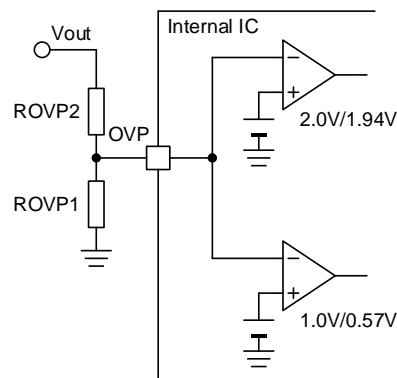 Internal IC
Vout
ROVP2
OVP
ROVP1
−
+
2.0V/1.94V
−
+
1.0V/0.57V